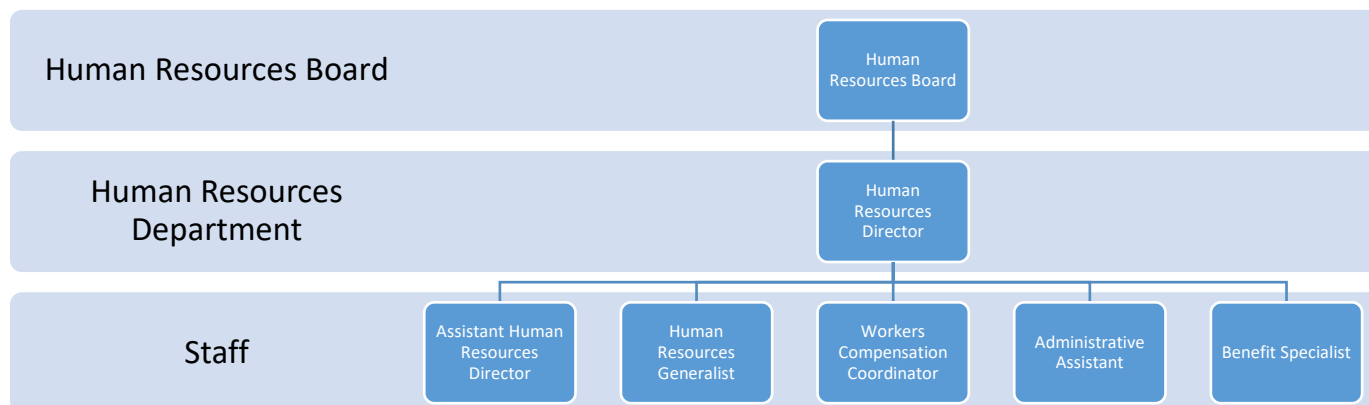 Human Resources Board
Human
Resources Board
Human Resources
Department
Human
Resources
Director
Staff
Assistant Human
Resources
Director
Human
Resources
Generalist
Workers
Compensation
Coordinator
Administrative
Assistant
Benefit Specialist